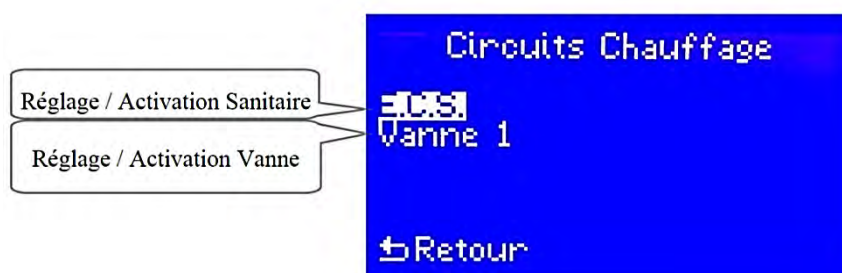 Circuits Chauffage
Réglage / Activation Sanitaire
E.C.S.
Réglage / Activation Vanne
Vanne 1
Retour